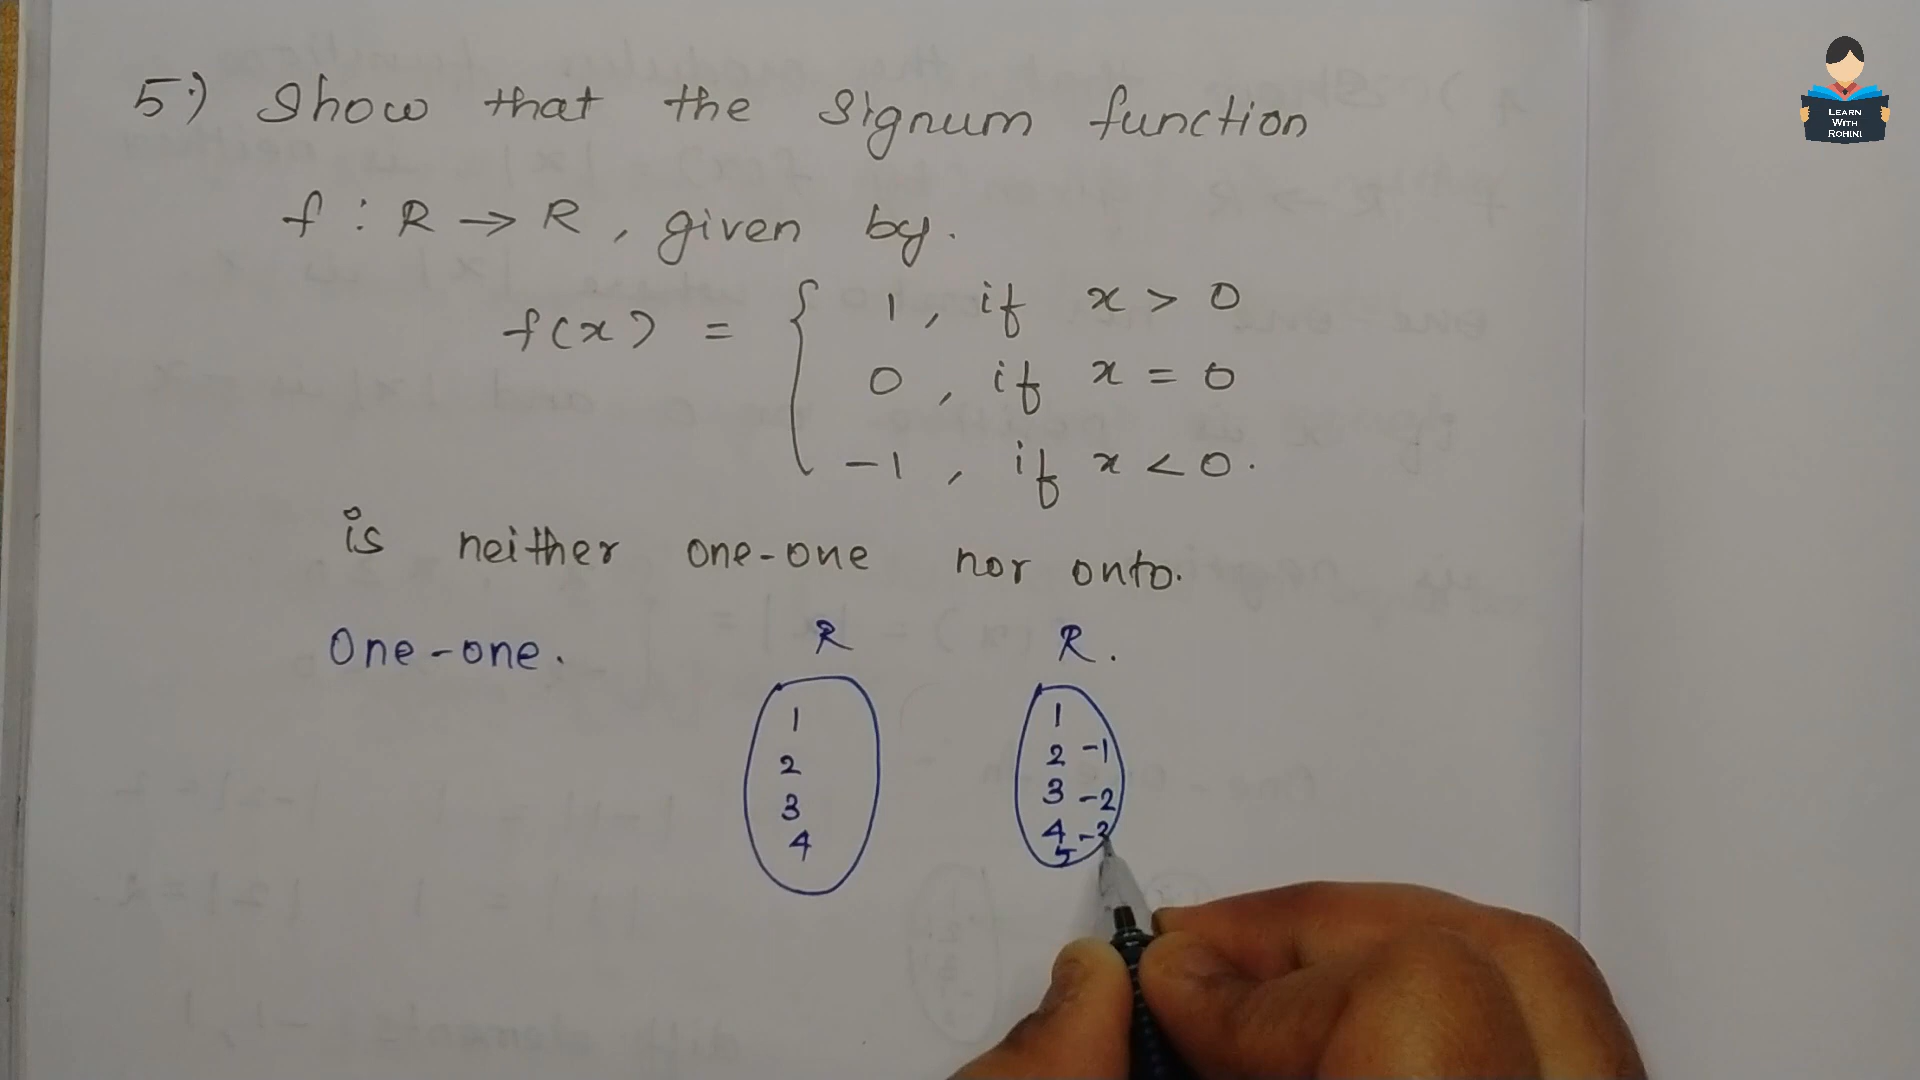 5.) Show that the Signum function
f : R → R , given by.
f(x) = { 1 , if x > 0
0 , if x = 0
-1 , if x < 0.
is neither one-one nor onto.
One-one. R R.
1 1
2 2 -1
3 3 -2
4 4 -3
5
LEARN
WITH
ROHINI